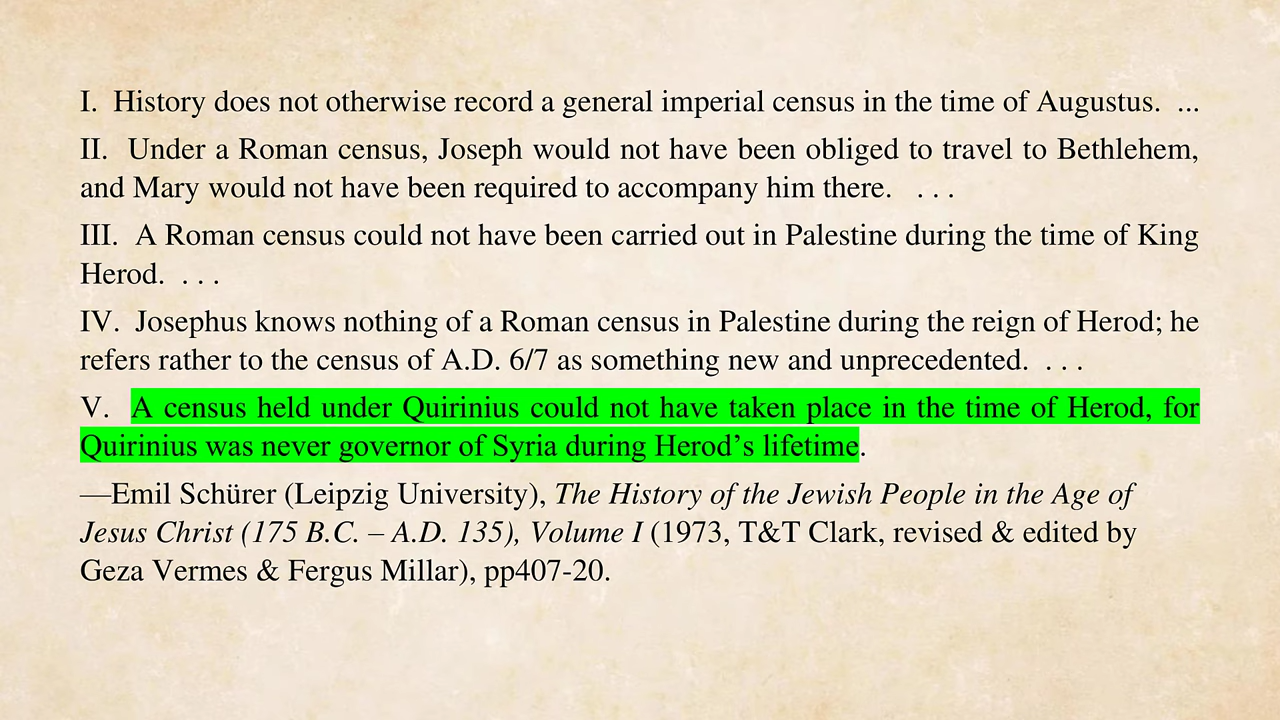 I. History does not otherwise record a general imperial census in the time of Augustus. ...
II. Under a Roman census, Joseph would not have been obliged to travel to Bethlehem,
and Mary would not have been required to accompany him there. . . .
III. A Roman census could not have been carried out in Palestine during the time of King
Herod. . . .
IV. Josephus knows nothing of a Roman census in Palestine during the reign of Herod; he
refers rather to the census of A.D. 6/7 as something new and unprecedented. . . .
V. A census held under Quirinius could not have taken place in the time of Herod, for
Quirinius was never governor of Syria during Herod’s lifetime.
—Emil Schürer (Leipzig University), The History of the Jewish People in the Age of
Jesus Christ (175 B.C. – A.D. 135), Volume I (1973, T&T Clark, revised & edited by
Geza Vermes & Fergus Millar), pp407-20.